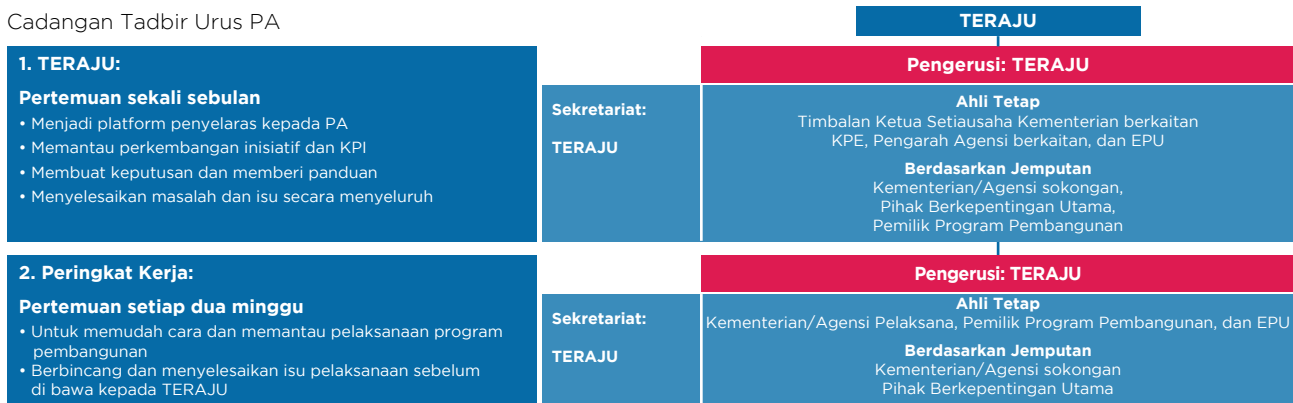 Cadangan Tadbir Urus PA
TERAJU
1. TERAJU:
Pertemuan sekali sebulan
• Menjadi platform penyelaras kepada PA
• Memantau perkembangan inisiatif dan KPI
• Membuat keputusan dan memberi panduan
• Menyelesaikan masalah dan isu secara menyeluruh
Sekretariat:
TERAJU
Pengerusi: TERAJU
Ahli Tetap
Timbalan Ketua Setiausaha Kementerian berkaitan
KPE, Pengarah Agensi berkaitan, dan EPU
Berdasarkan Jemputan
Kementerian/Agensi sokongan,
Pihak Berkepentingan Utama,
Pemilik Program Pembangunan
2. Peringkat Kerja:
Pertemuan setiap dua minggu
• Untuk memudah cara dan memantau pelaksanaan program
pembangunan
• Berbincang dan menyelesaikan isu pelaksanaan sebelum
di bawa kepada TERAJU
Sekretariat:
TERAJU
Pengerusi: TERAJU
Ahli Tetap
Kementerian/Agensi Pelaksana, Pemilik Program Pembangunan, dan EPU
Berdasarkan Jemputan
Kementerian/Agensi sokongan
Pihak Berkepentingan Utama